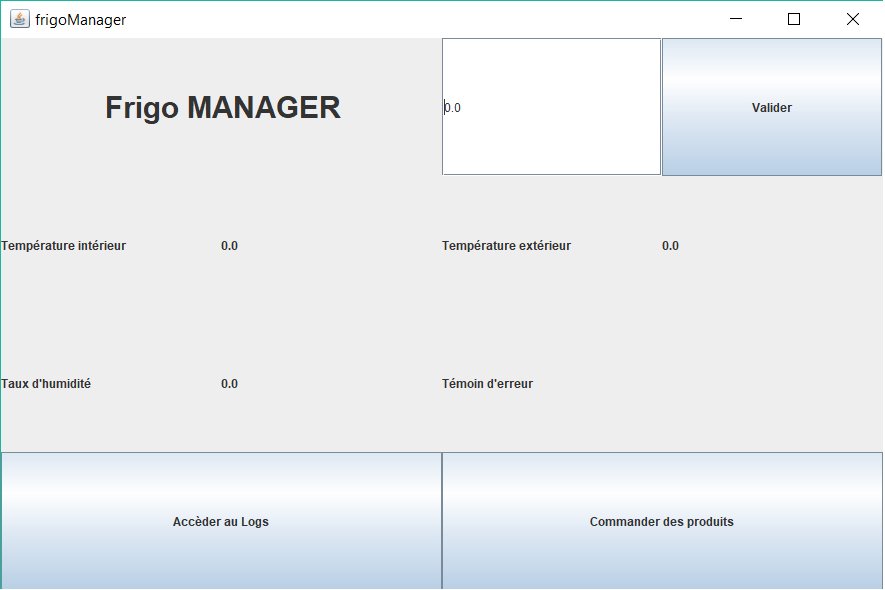 frigoManager
Frigo MANAGER
0.0
Valider
Température intérieur
0.0
Température extérieur
0.0
Taux d'humidité
0.0
Témoin d'erreur
Accèder au Logs
Commander des produits